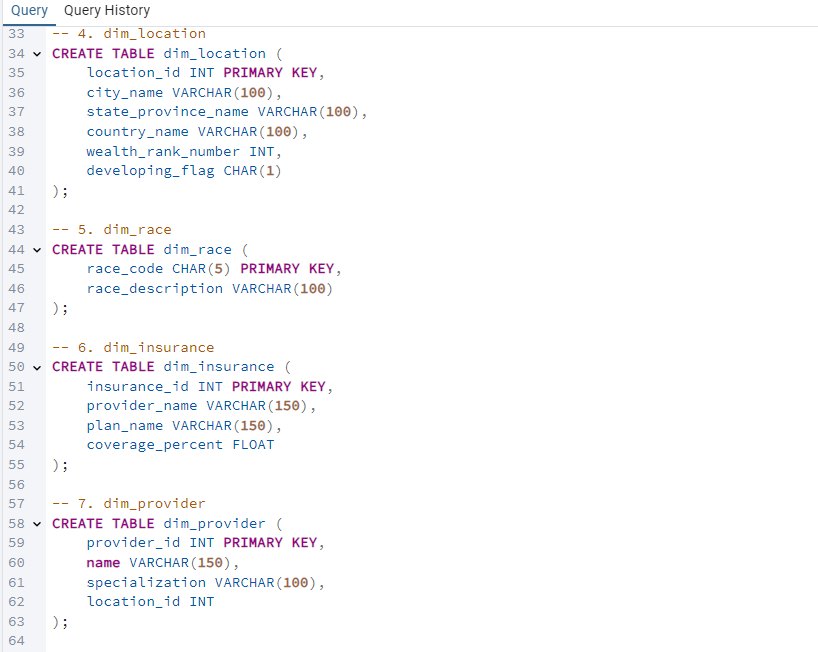 Query Query History
33 -- 4. dim_location
34 CREATE TABLE dim_location (
35 location_id INT PRIMARY KEY,
36 city_name VARCHAR(100),
37 state_province_name VARCHAR(100),
38 country_name VARCHAR(100),
39 wealth_rank_number INT,
40 developing_flag CHAR(1)
41 );
42
43 -- 5. dim_race
44 CREATE TABLE dim_race (
45 race_code CHAR(5) PRIMARY KEY,
46 race_description VARCHAR(100)
47 );
48
49 -- 6. dim_insurance
50 CREATE TABLE dim_insurance (
51 insurance_id INT PRIMARY KEY,
52 provider_name VARCHAR(150),
53 plan_name VARCHAR(150),
54 coverage_percent FLOAT
55 );
56
57 -- 7. dim_provider
58 CREATE TABLE dim_provider (
59 provider_id INT PRIMARY KEY,
60 name VARCHAR(150),
61 specialization VARCHAR(100),
62 location_id INT
63 );
64